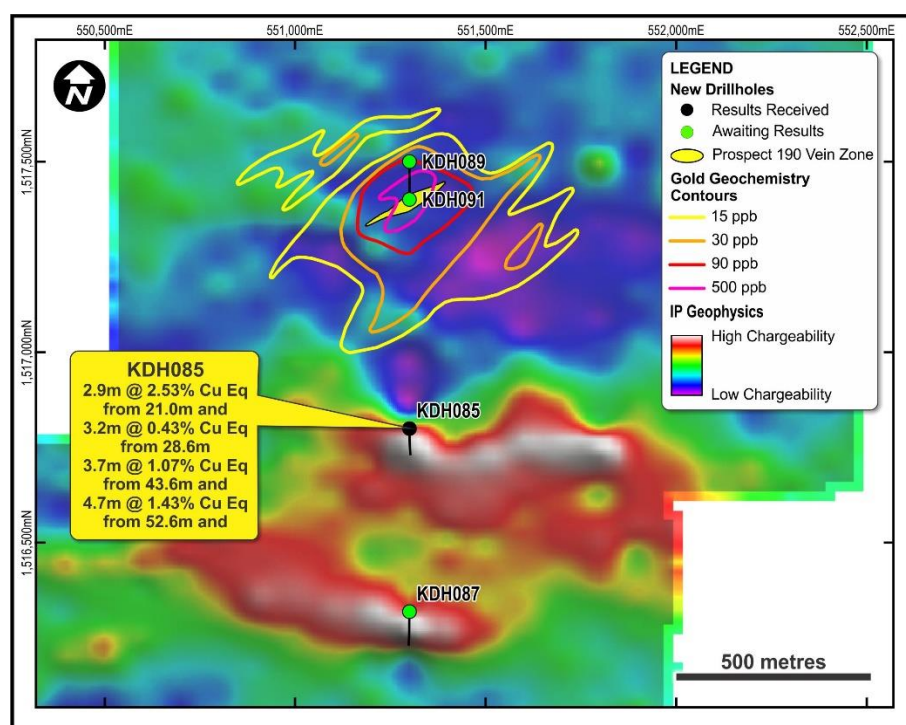 550,500mE
551,000mE
551,500mE
552,000mE
552,500mE
N
1,517,500mN
1,517,000mN
1,516,500mN
LEGEND
New Drillholes
Results Received
Awaiting Results
Prospect 190 Vein Zone
Gold Geochemistry
Contours
15 ppb
30 ppb
90 ppb
500 ppb
IP Geophysics
High Chargeability
Low Chargeability
KDH089
KDH091
KDH085
2.9m @ 2.53% Cu Eq
from 21.0m and
3.2m @ 0.43% Cu Eq
from 28.6m
3.7m @ 1.07% Cu Eq
from 43.6m and
4.7m @ 1.43% Cu Eq
from 52.6m and
KDH085
KDH087
500 metres